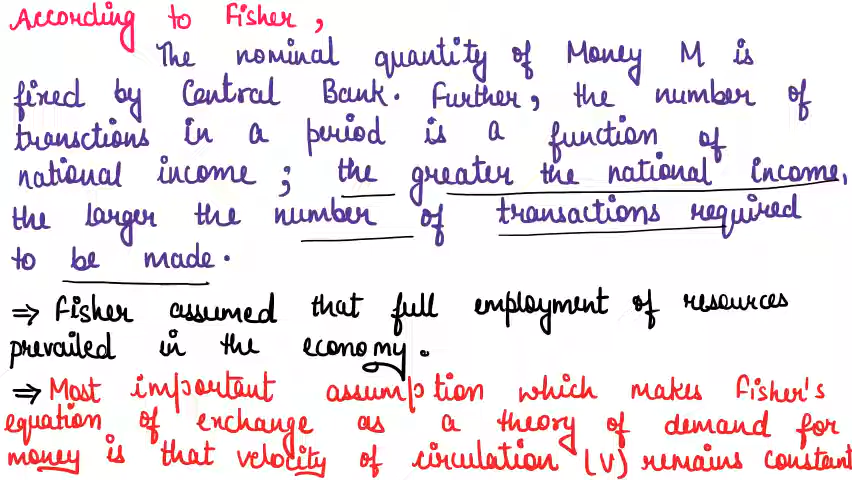 According to Fisher,
The nominal quantity of Money M is
fixed by Central Bank. Further, the number of
transctions in a period is a function of
national income ; the greater the national income,
the larger the number of transactions required
to be made.
⇒ Fisher assumed that full employment of resources
prevailed in the economy.
⇒ Most important assumption which makes Fisher's
equation of exchange as a theory of demand for
money is that velocity of circulation (V) remains constant